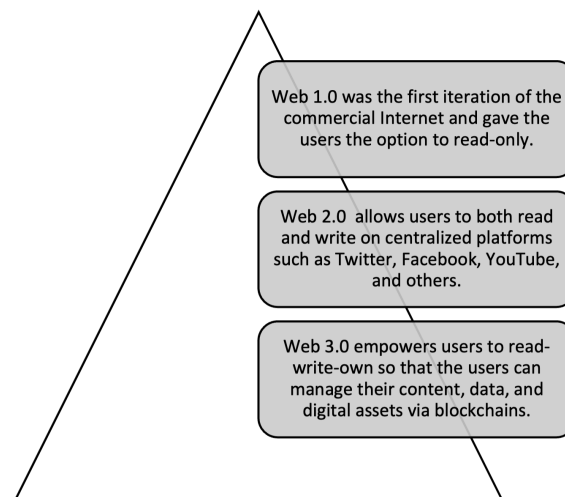 Web 1.0 was the first iteration of the
commercial Internet and gave the
users the option to read-only.
Web 2.0  allows users to both read
and write on centralized platforms
such as Twitter, Facebook, YouTube,
and others.
Web 3.0 empowers users to read-
write-own so that the users can
manage their content, data, and
digital assets via blockchains.